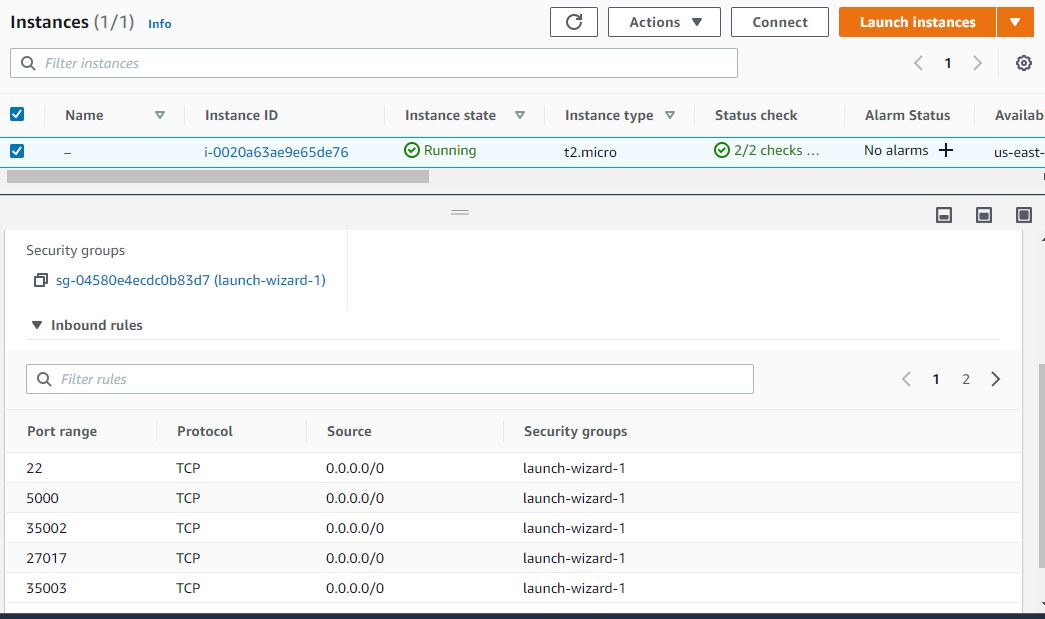 Instances (1/1) Info
Actions
Connect
Launch instances
Filter instances
1
Name Instance ID Instance state Instance type Status check Alarm Status Availab
– i-0020a63ae9e65de76 Running t2.micro 2/2 checks ... No alarms us-east-
Security groups
sg-04580e4ecdc0b83d7 (launch-wizard-1)
Inbound rules
Filter rules
1 2
Port range Protocol Source Security groups
22 TCP 0.0.0.0/0 launch-wizard-1
5000 TCP 0.0.0.0/0 launch-wizard-1
35002 TCP 0.0.0.0/0 launch-wizard-1
27017 TCP 0.0.0.0/0 launch-wizard-1
35003 TCP 0.0.0.0/0 launch-wizard-1